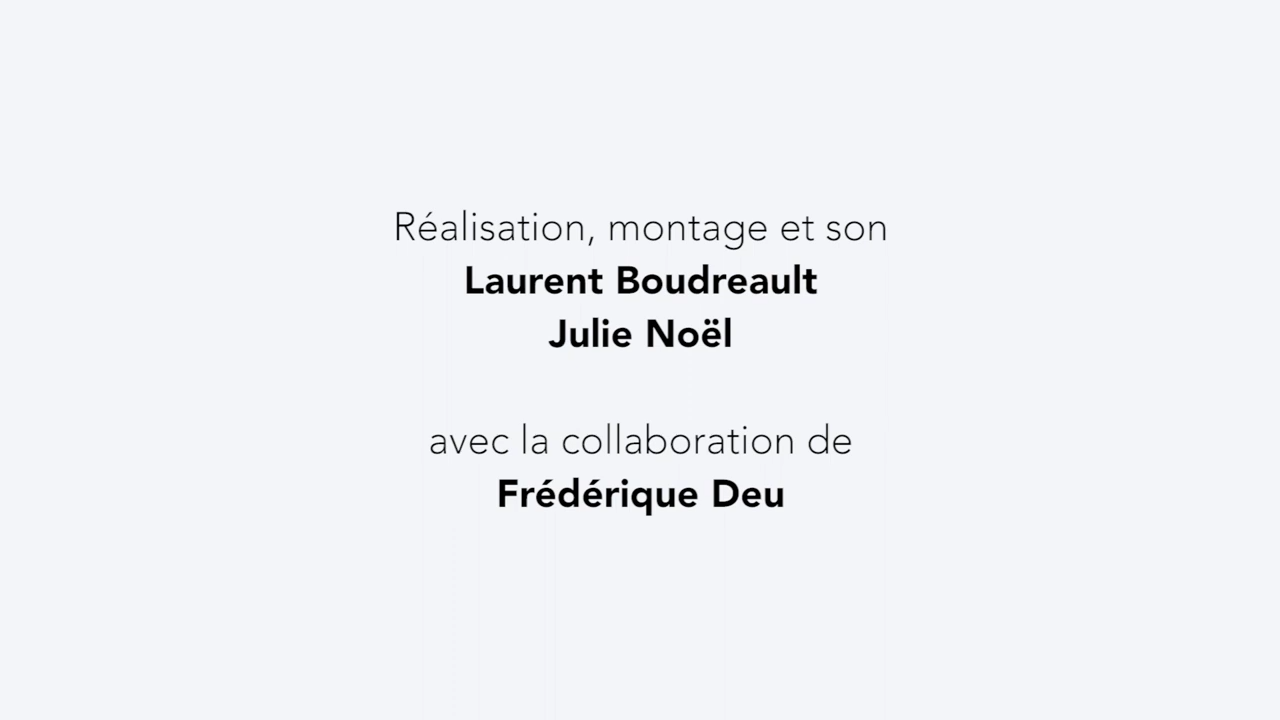 Réalisation, montage et son
Laurent Boudreault
Julie Noël
avec la collaboration de
Frédérique Deu